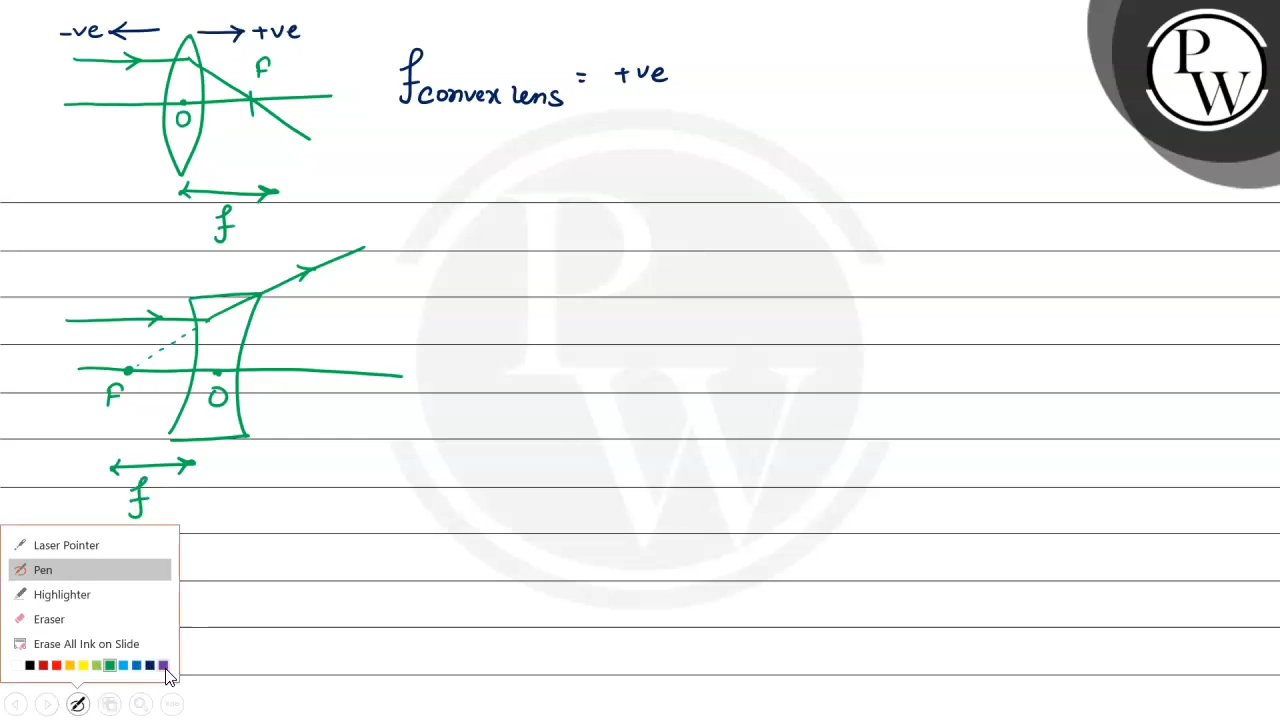 -ve +ve
F
f convex lens = +ve
O
f
F O
f
Laser Pointer
Pen
Highlighter
Eraser
Erase All Ink on Slide
P
W
P
W